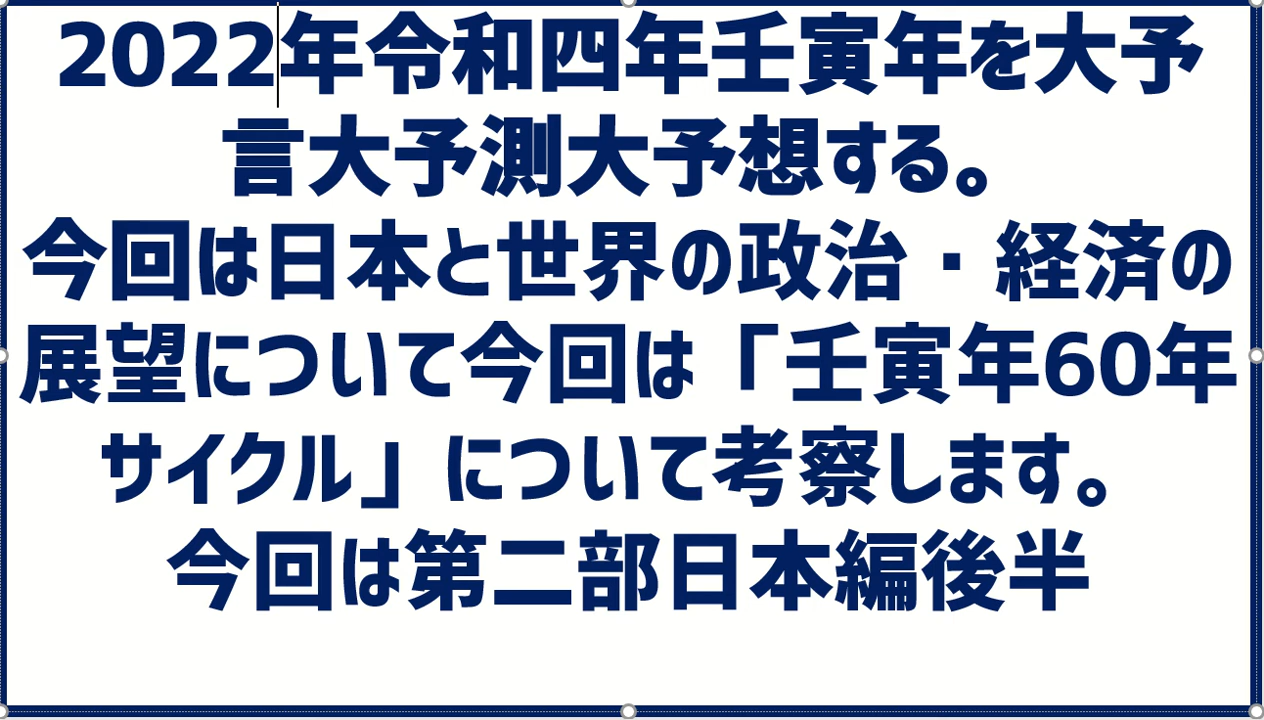 2022年令和四年壬寅年を大予
言大予測大予想する。
今回は日本と世界の政治・経済の
展望について今回は「壬寅年60年
サイクル」について考察します。
今回は第二部日本編後半